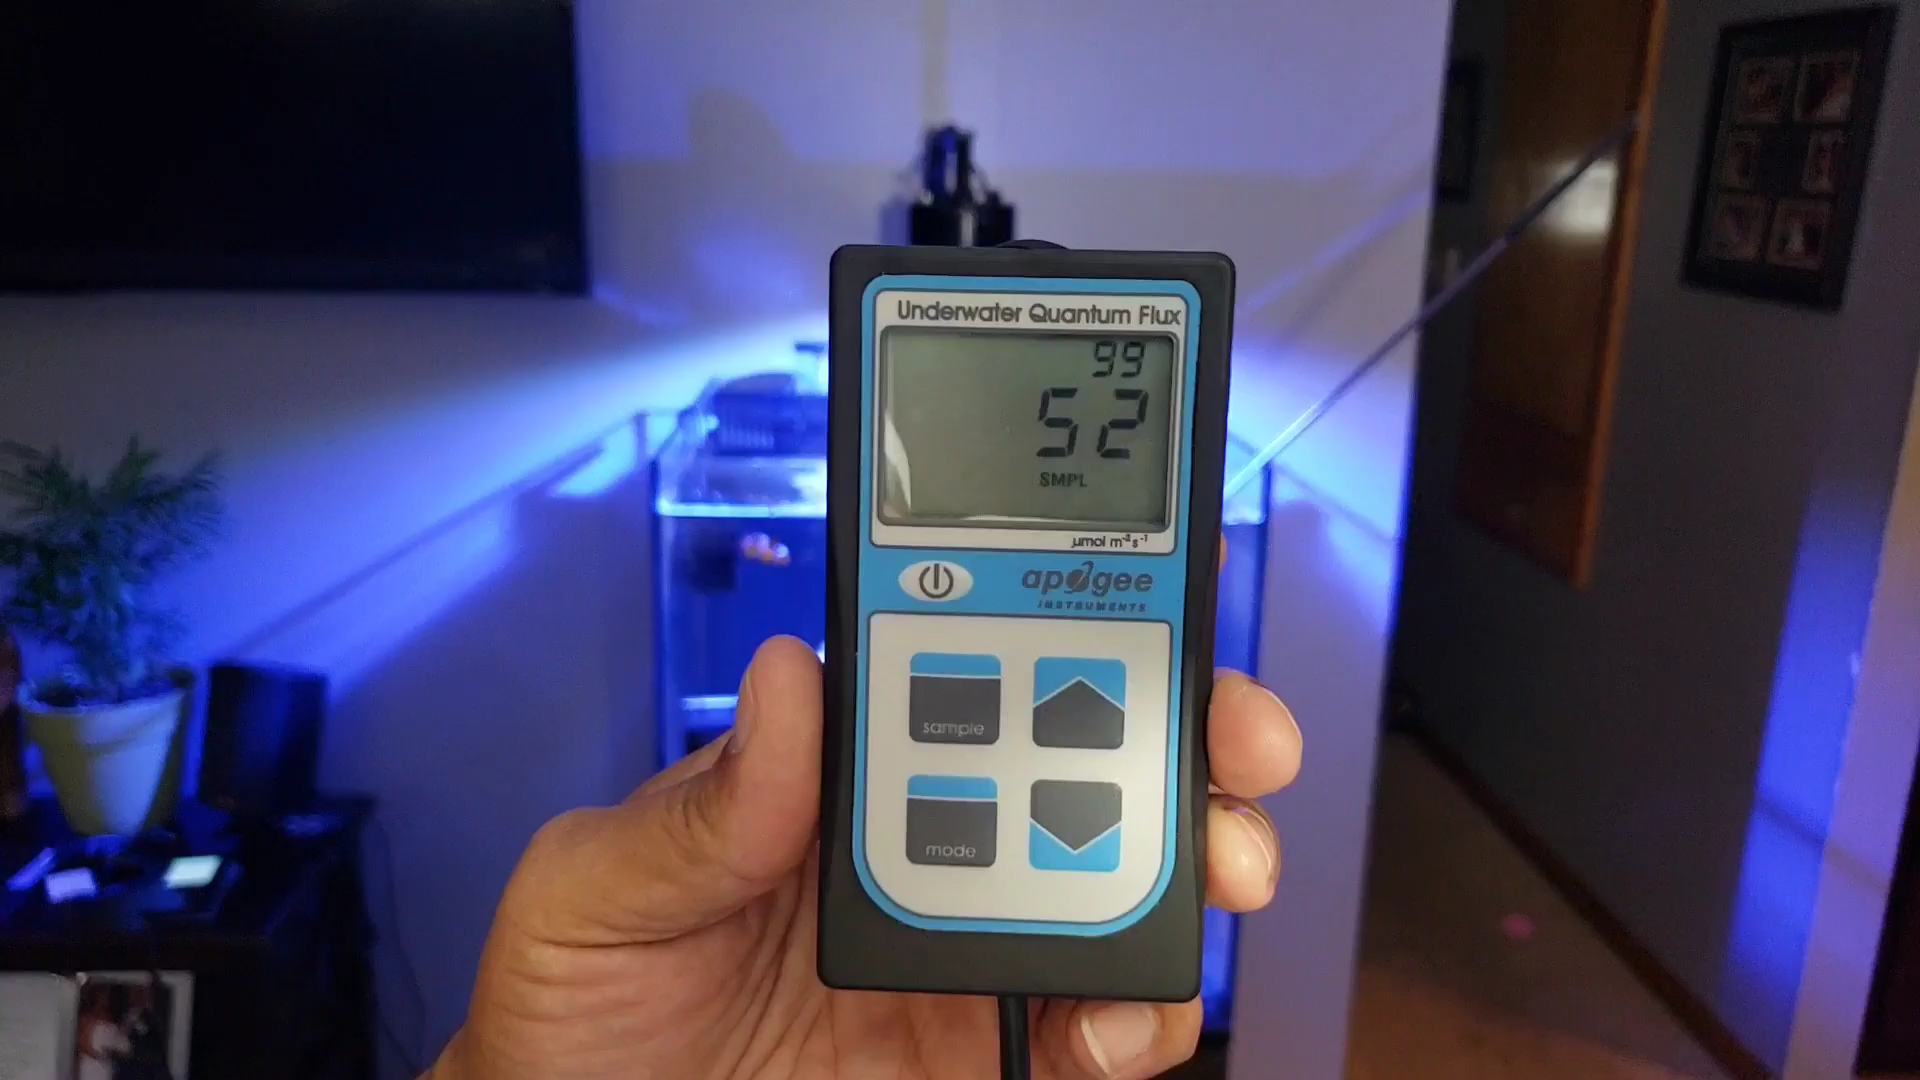 Underwater Quantum Flux
99
52
SMPL
µmol m⁻² s⁻¹
apogee
INSTRUMENTS
sample
mode